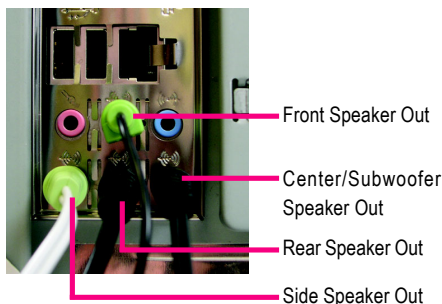 Front Speaker Out
Center/Subwoofer
Speaker Out
Rear Speaker Out
Side Speaker Out